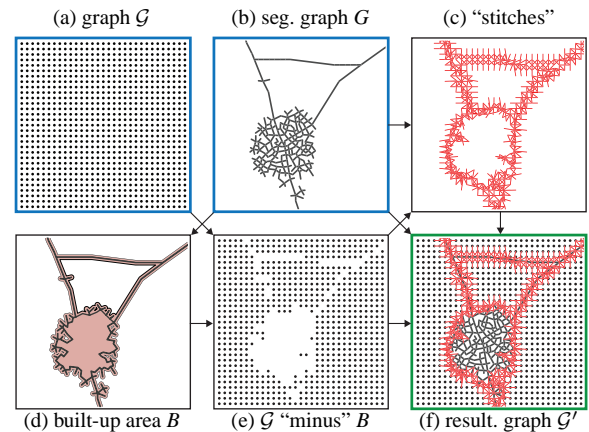 (a) graph 𝒢
(b) seg. graph G
(c) “stitches”
(d) built-up area B
(e) 𝒢 “minus” B
(f) result. graph 𝒢′